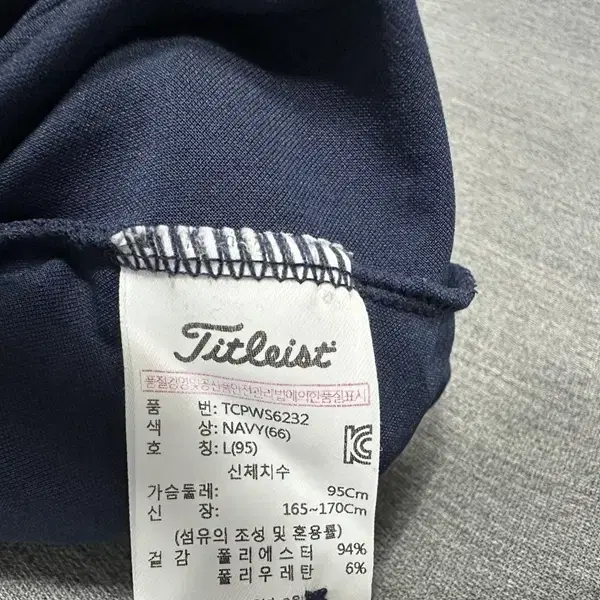 Titleist
품질경영및공산품안전관리법에의한품질표시
품 번: TCPWS6232
색 상: NAVY(66)
호 칭: L(95)
신체치수
가슴둘레: 95Cm
신 장: 165~170Cm
(섬유의 조성 및 혼용률)
겉 감 폴리에스터 94%
폴리우레탄 6%